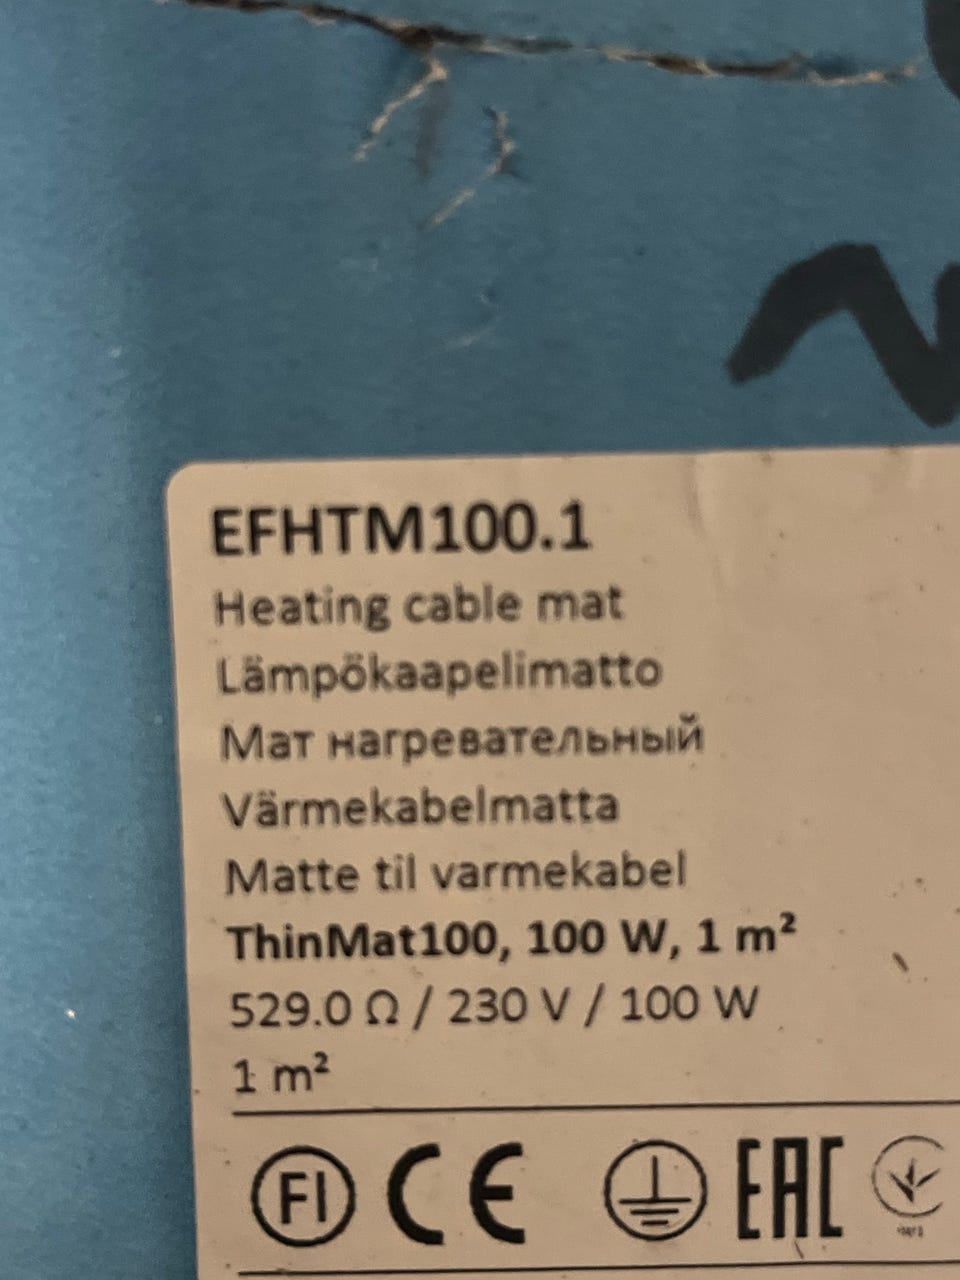 EFHTM100.1
Heating cable mat
Lämpökaapelimatto
Мат нагревательный
Värmekabelmatta
Matte til varmekabel
ThinMat100, 100 W, 1 m²
529.0 Ω / 230 V / 100 W
1 m²
FI CE EAC